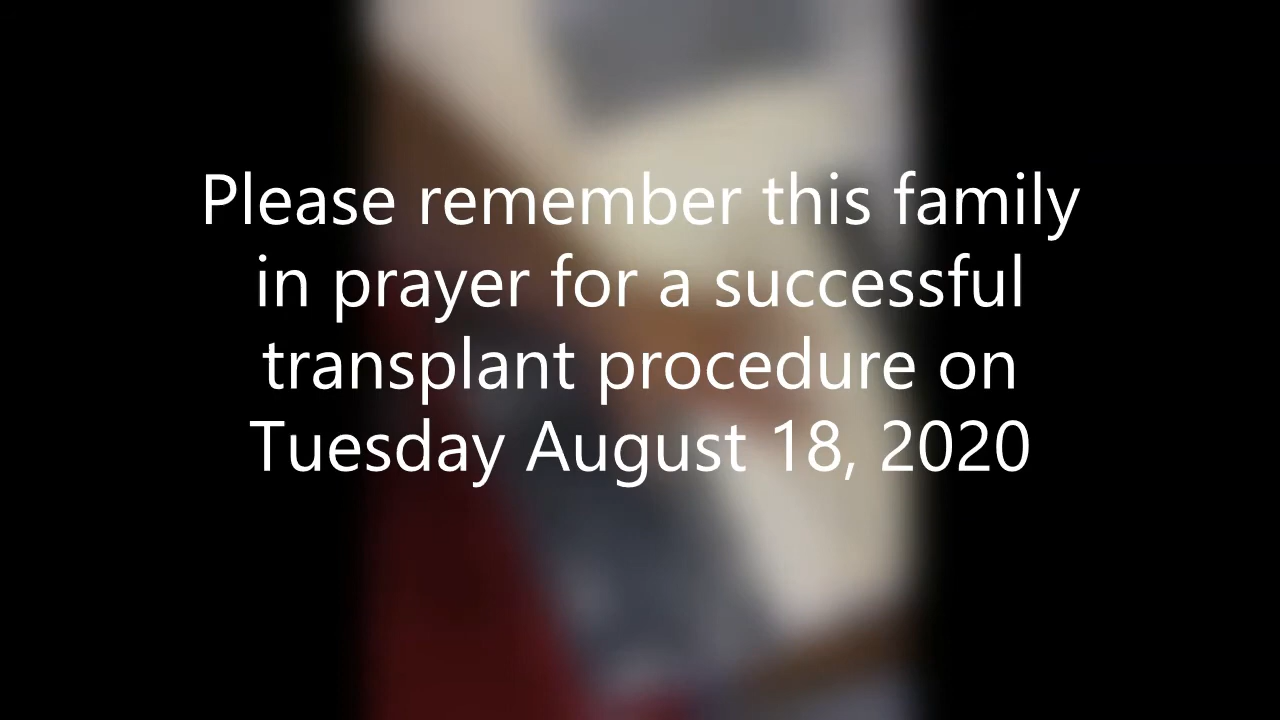 Please remember this family
in prayer for a successful
transplant procedure on
Tuesday August 18, 2020